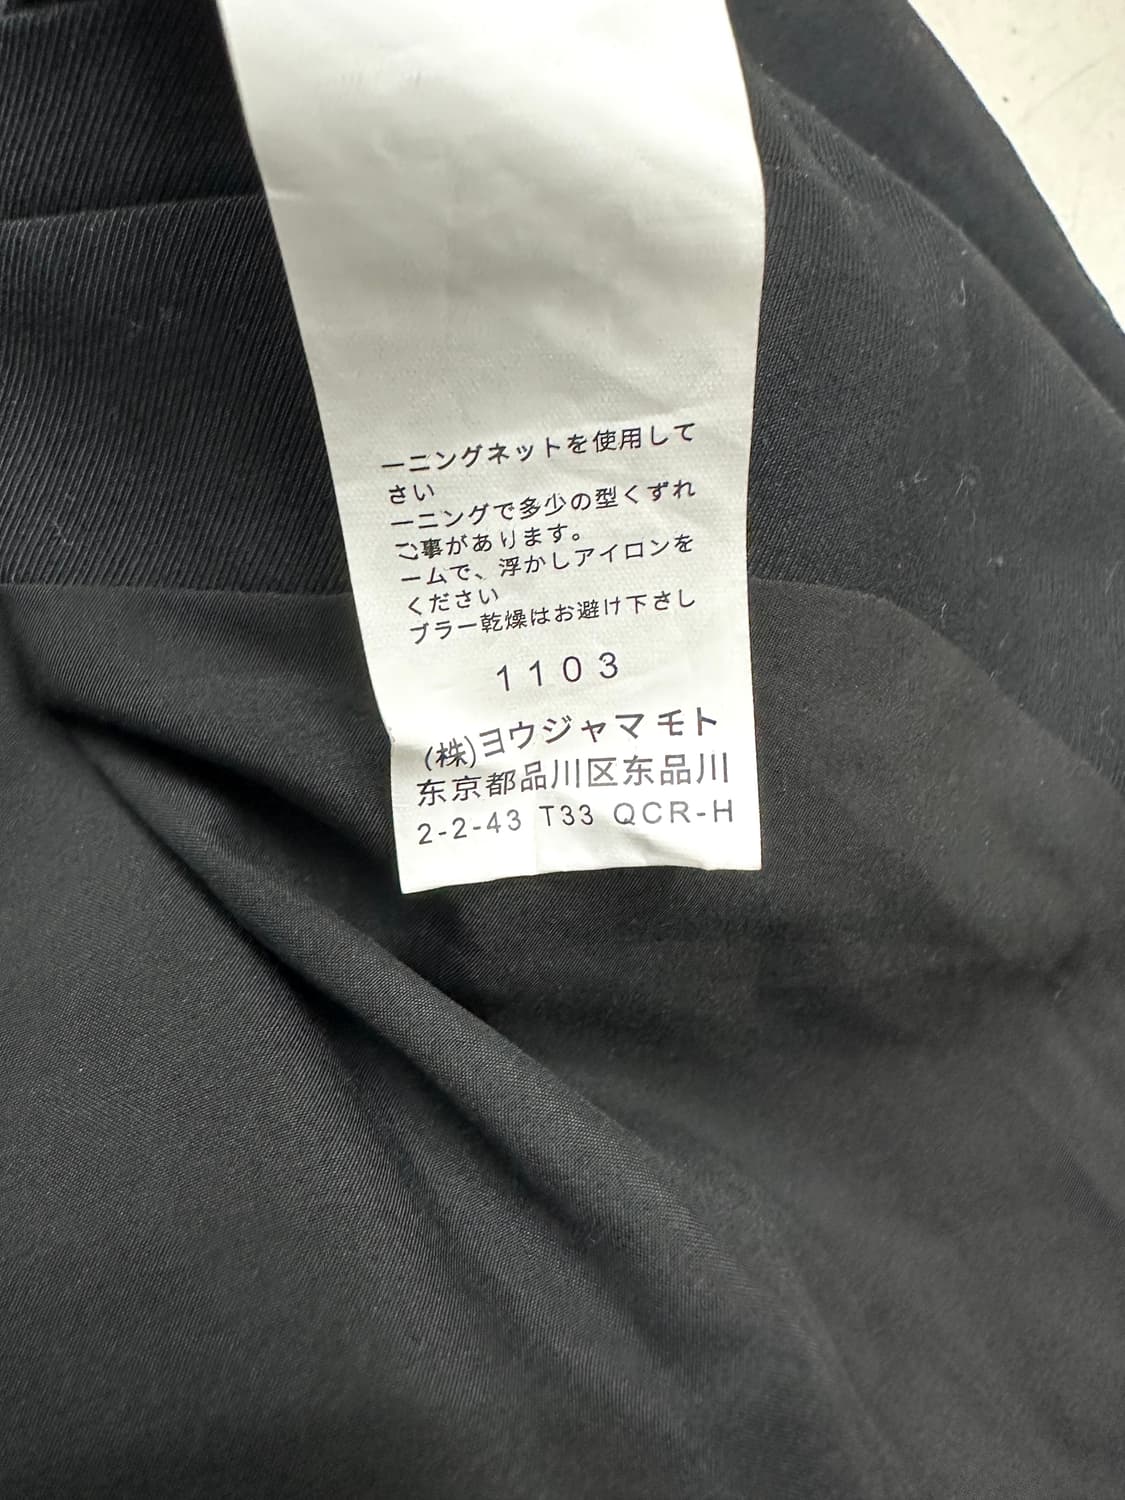 ーニングネットを使用して
さい
ーニングで多少の型くずれ
ご事があります。
ームで、浮かしアイロンを
ください
ブラー乾燥はお避け下さし
1103
(株)ヨウジャマモト
东京都品川区东品川
2-2-43 T33 QCR-H